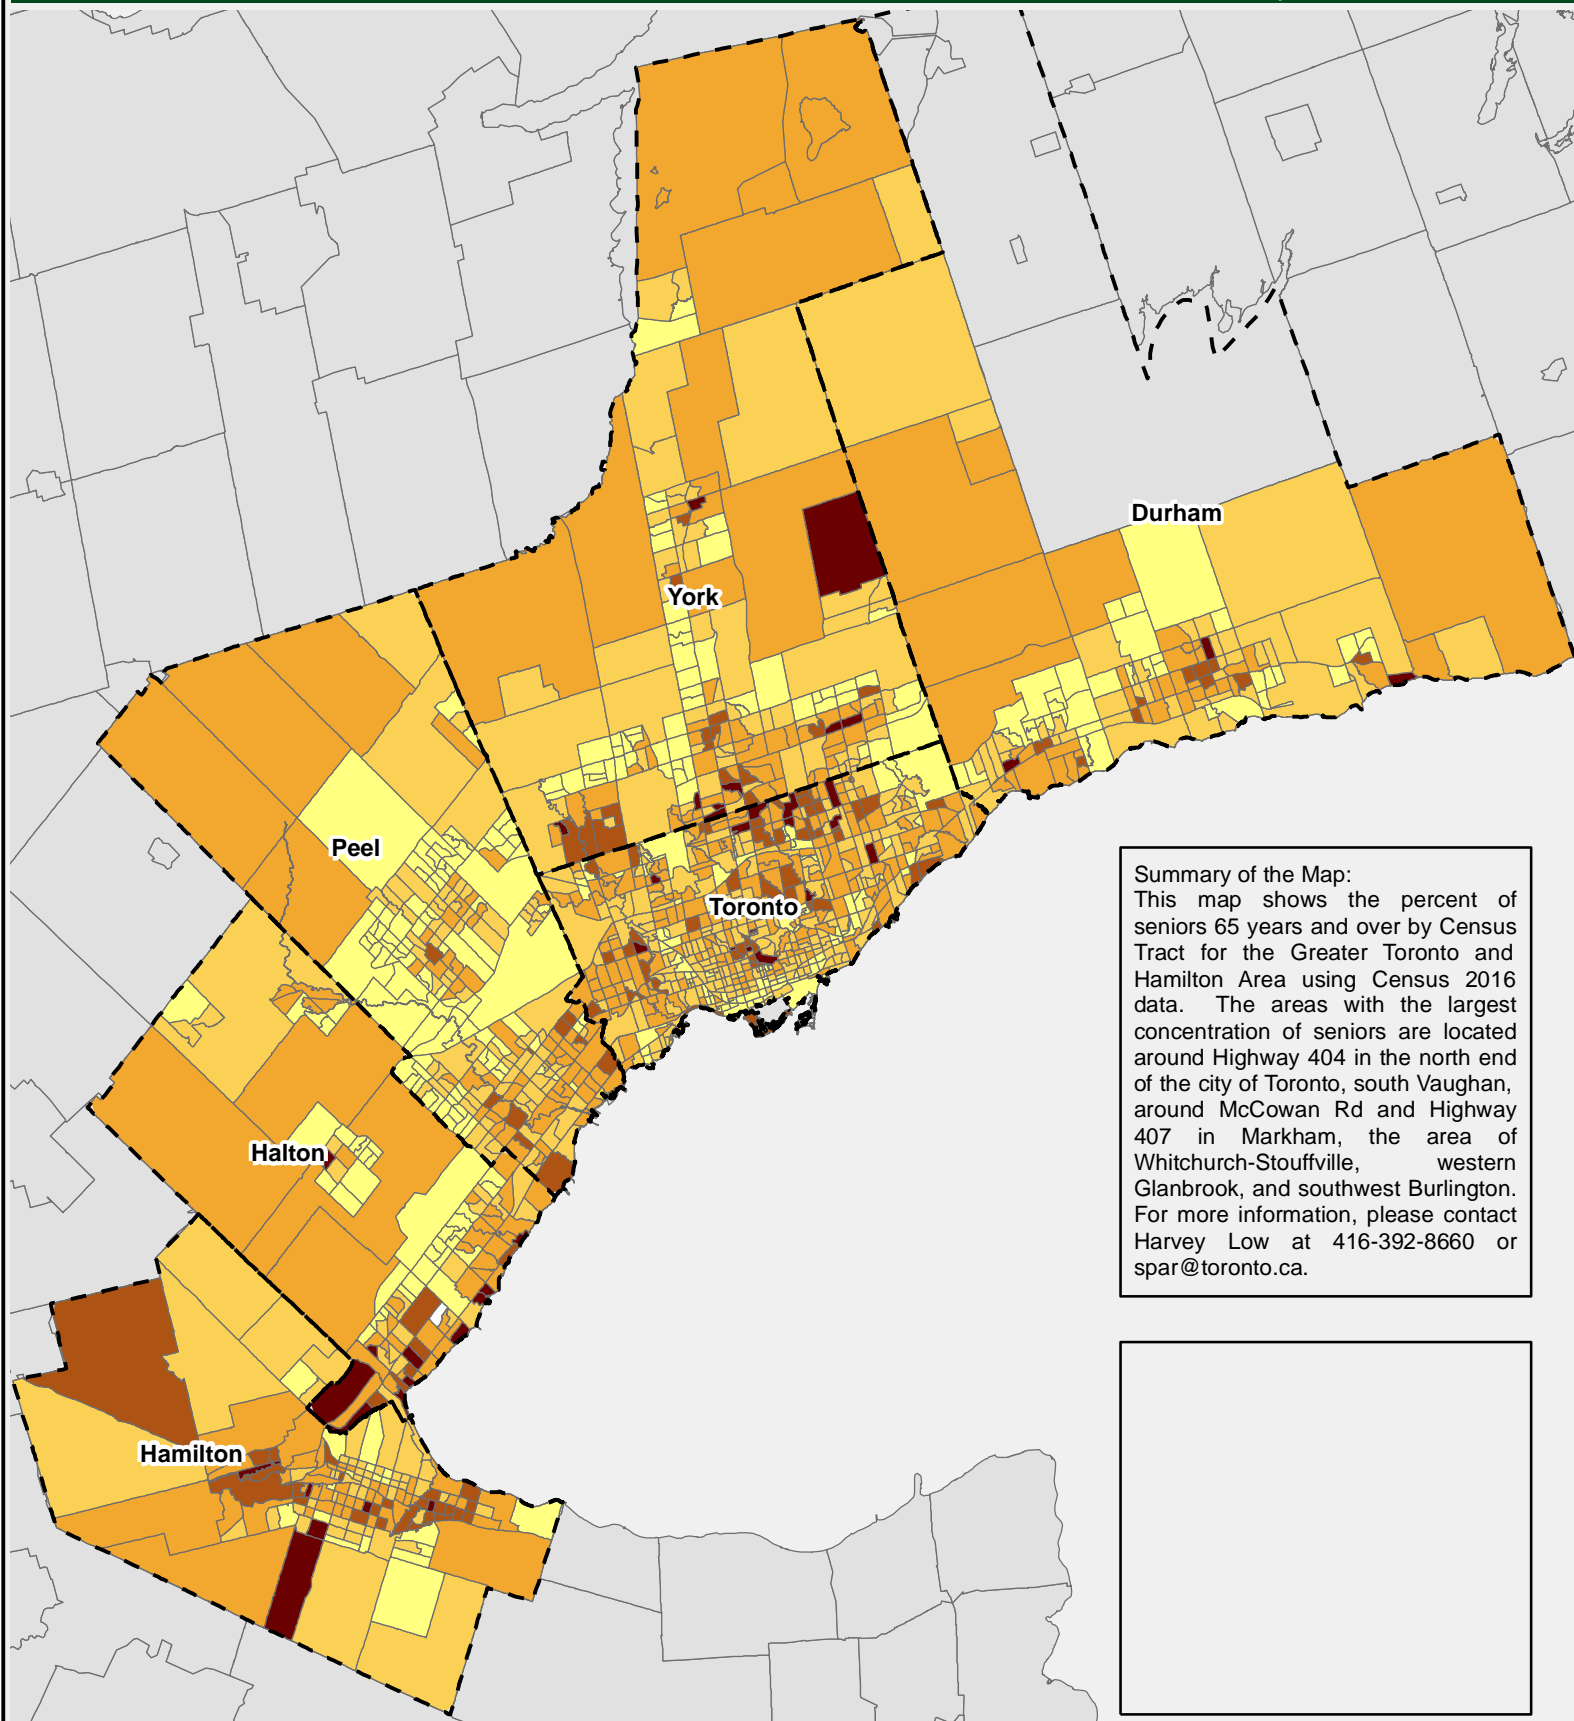 Durham
York
Peel
Toronto
Summary of the Map:
This map shows the percent of
seniors 65 years and over by Census
Tract for the Greater Toronto and
Hamilton Area using Census 2016
data. The areas with the largest
concentration of seniors are located
around Highway 404 in the north end
of the city of Toronto, south Vaughan,
around McCowan Rd and Highway
407 in Markham, the area of
Whitchurch-Stouffville, western
Glanbrook, and southwest Burlington.
For more information, please contact
Harvey Low at 416-392-8660 or
spar@toronto.ca.
Halton
Hamilton